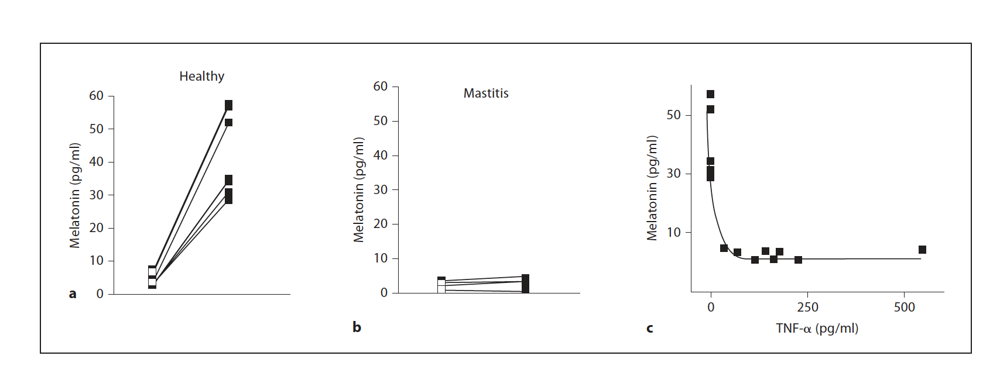 Healthy
60
50
40
30
20
10
0
Melatonin (pg/ml)
a
Mastitis
60
50
40
30
20
10
0
Melatonin (pg/ml)
b
50
30
10
Melatonin (pg/ml)
0 250 500
TNF-α (pg/ml)
c